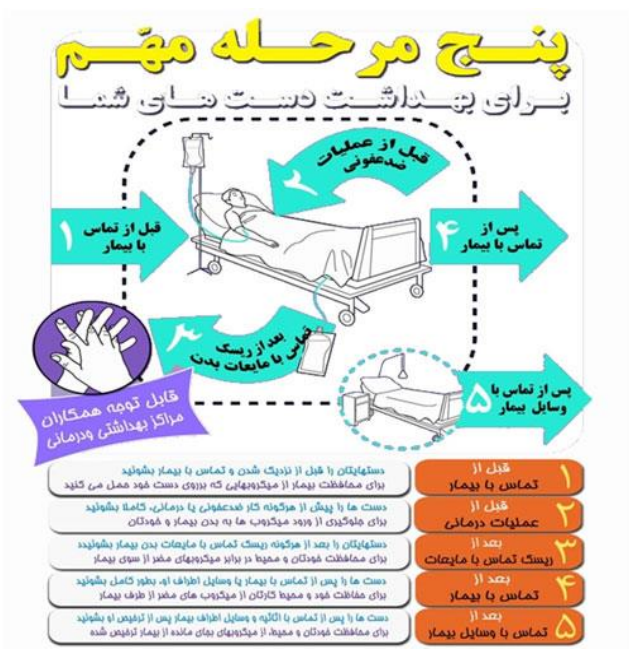 پنج مرحله مهّم
برای بهداشت دست های شما
قبل از عملیات
ضدعفونی
۲
۱
قبل از تماس
با بیمار
۴
پس از
تماس با بیمار
۳
بعد از ریسک
تماس با مایعات بدن
۵
پس از تماس با
وسایل بیمار
قابل توجه همکاران
مراکز بهداشتی ودرمانی
۱
قبل از
تماس با بیمار
دستهایتان را قبل از نزدیک شدن و تماس با بیمار بشوئید
برای محافظت بیمار از میکروبهایی که برروی دست خود حمل می کنید
۲
قبل از
عملیات درمانی
دست ها را پیش از هرگونه کار ضدعفونی یا درمانی، کاملا بشوئید
برای جلوگیری از ورود میکروب ها به بدن بیمار و خودتان
۳
بعد از
ریسک تماس با مایعات
دستهایتان را بعد از هرگونه ریسک تماس با مایعات بدن بیمار بشوئیدد
برای محافظت خودتان و محیط در برابر میکروبهای مضر از سوی بیمار
۴
بعد از
تماس با بیمار
دست ها را پس از تماس با بیمار یا وسایل اطراف او، بطور کامل بشوئید
برای حفاظت خود و محیط کارتان از میکروب های مضر از طرف بیمار
۵
بعد از
تماس با وسایل بیمار
دست ها را پس از تماس با اثاثیه و وسایل اطراف بیمار پس از ترخیص او بشوئید
برای محافظت خودتان و محیط، از میکروبهای بجای مانده از بیمار ترخیص شده